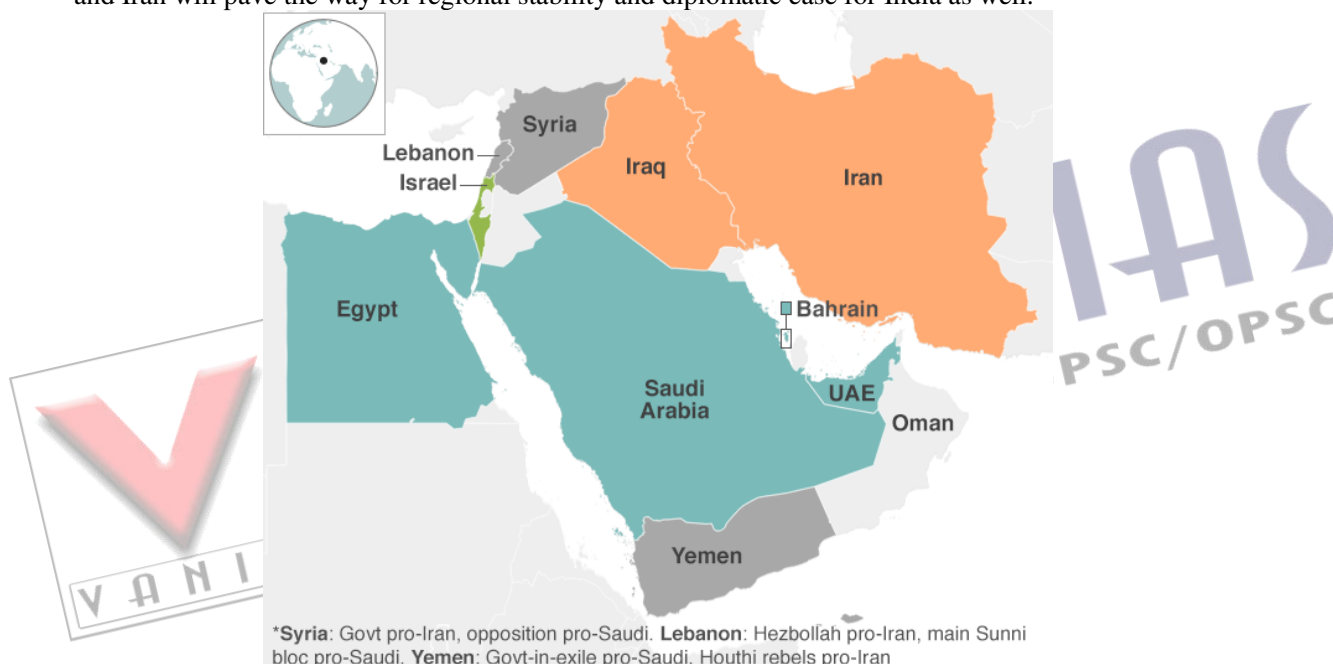 and Iran will pave the way for regional stability and diplomatic ease for India as well.
Syria
Lebanon
Israel
Iraq
Iran
Egypt
Bahrain
Saudi
Arabia
UAE
Oman
Yemen
*Syria: Govt pro-Iran, opposition pro-Saudi. Lebanon: Hezbollah pro-Iran, main Sunni
bloc pro-Saudi. Yemen: Govt-in-exile pro-Saudi, Houthi rebels pro-Iran
V
VANI
IAS
PSC/OPSC